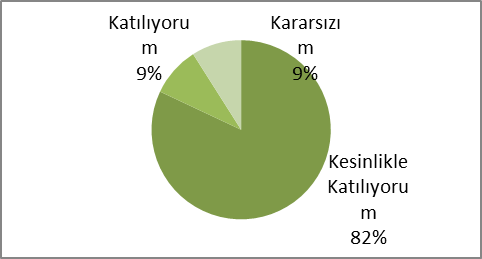 Katılıyoru
m
9%
Kararsızı
m
9%
Kesinlikle
Katılıyoru
m
82%